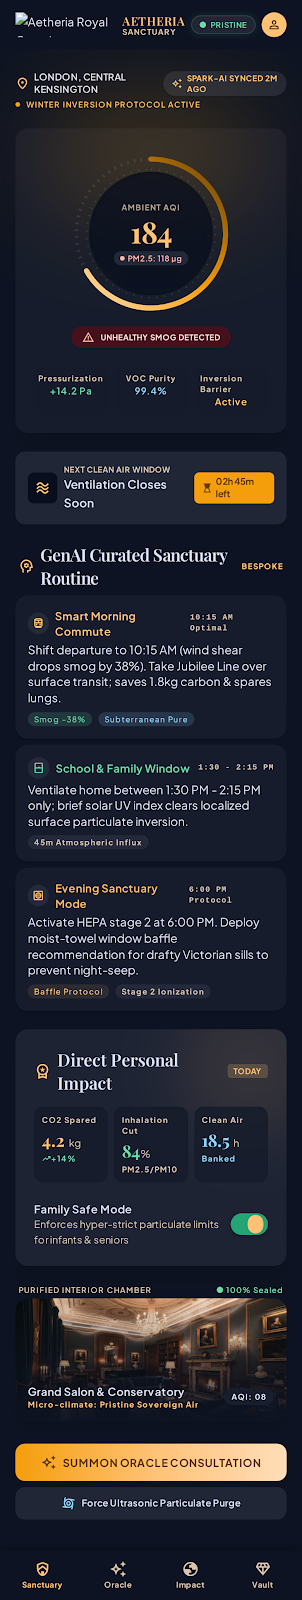 Aetheria Royal
AETHERIA
SANCTUARY
PRISTINE
LONDON, CENTRAL
KENSINGTON
SPARK-AI SYNCED 2M
AGO
WINTER INVERSION PROTOCOL ACTIVE
AMBIENT AQI
184
PM2.5: 118 µg
UNHEALTHY SMOG DETECTED
Pressurization
+14.2 Pa
VOC Purity
99.4%
Inversion
Barrier
Active
NEXT CLEAN AIR WINDOW
Ventilation Closes
Soon
02h 45m
left
GenAI Curated Sanctuary
Routine
BESPOKE
Smart Morning
Commute
10:15 AM
Optimal
Shift departure to 10:15 AM (wind shear
drops smog by 38%). Take Jubilee Line over
surface transit; saves 1.8kg carbon & spares
lungs.
Smog -38%
Subterranean Pure
School & Family Window
1:30 - 2:15 PM
Ventilate home between 1:30 PM - 2:15 PM
only; brief solar UV index clears localized
surface particulate inversion.
45m Atmospheric Influx
Evening Sanctuary
Mode
6:00 PM
Protocol
Activate HEPA stage 2 at 6:00 PM. Deploy
moist-towel window baffle
recommendation for drafty Victorian sills to
prevent night-seep.
Baffle Protocol
Stage 2 Ionization
Direct Personal
Impact
TODAY
CO2 Spared
4.2 kg
+14%
Inhalation
Cut
84%
PM2.5/PM10
Clean Air
18.5 h
Banked
Family Safe Mode
Enforces hyper-strict particulate limits
for infants & seniors
PURIFIED INTERIOR CHAMBER
100% Sealed
Grand Salon & Conservatory
Micro-climate: Pristine Sovereign Air
AQI: 08
SUMMON ORACLE CONSULTATION
Force Ultrasonic Particulate Purge
Sanctuary
Oracle
Impact
Vault